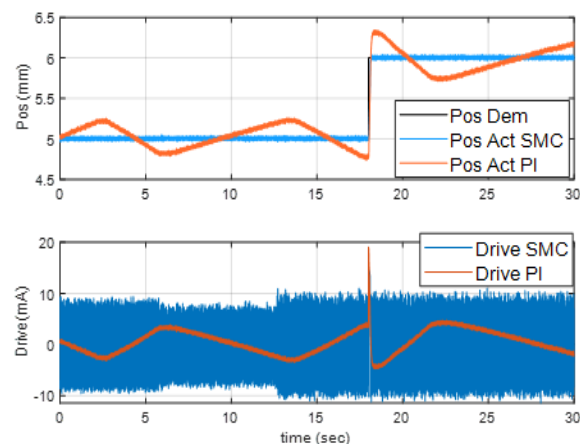 6.5
6
5.5
5
4.5
Pos (mm)
Pos Dem
Pos Act SMC
Pos Act PI
0 5 10 15 20 25 30
20
10
0
-10
Drive(mA)
Drive SMC
Drive PI
0 5 10 15 20 25 30
time (sec)